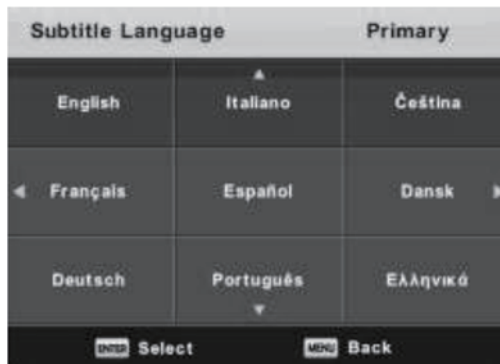 Subtitle Language Primary
English Italiano Čeština
Français Español Dansk
Deutsch Português Ελληνικά
ENTER Select MENU Back